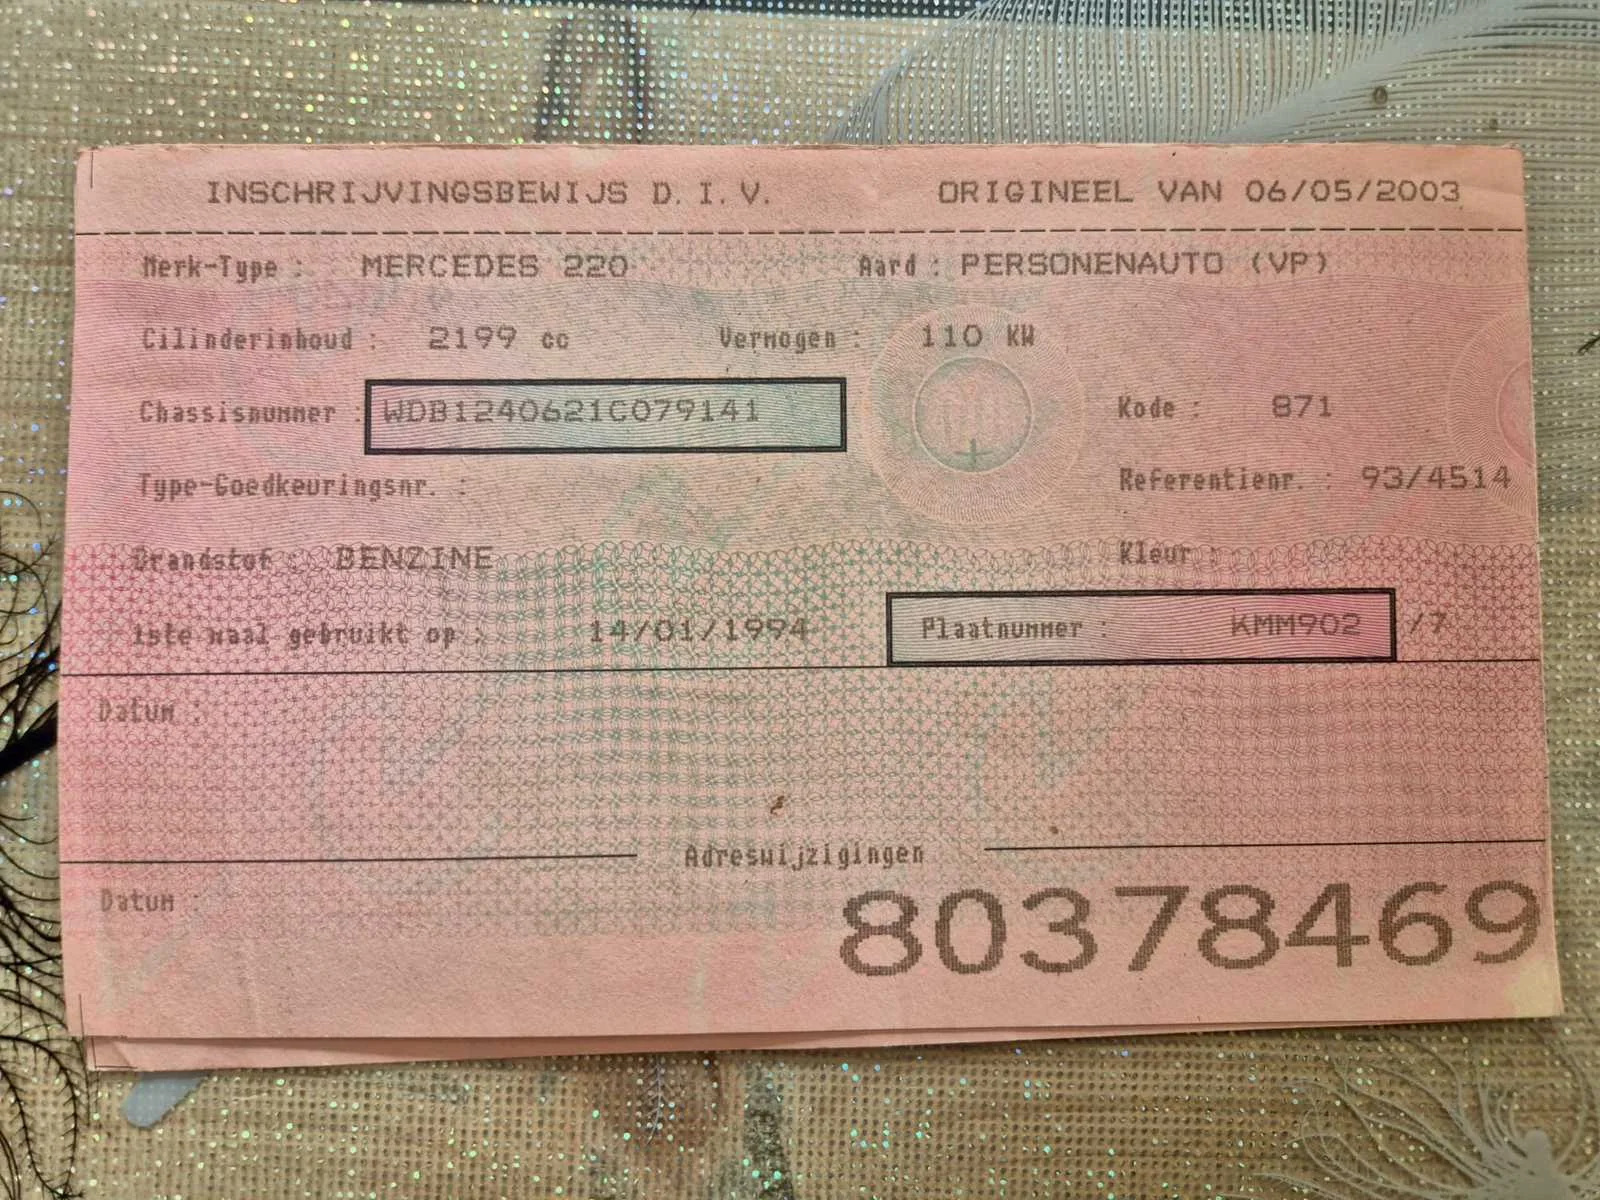 INSCHRIJVINGSBEWIJS D. I. V. ORIGINEEL VAN 06/05/2003
Merk-Type : MERCEDES 220 Aard : PERSONENAUTO (VP)
Cilinderinhoud : 2199 cc Vermogen : 110 KW
Chassisnummer : WDB1240621C079141 Kode : 871
Type-Goedkeuringsnr. : Referentienr. : 93/4514
Brandstof : BENZINE Kleur :
1ste maal gebruikt op : 14/01/1994 Plaatnummer : KMM902 /7
Datum :
Adreswijzigingen
Datum :
80378469